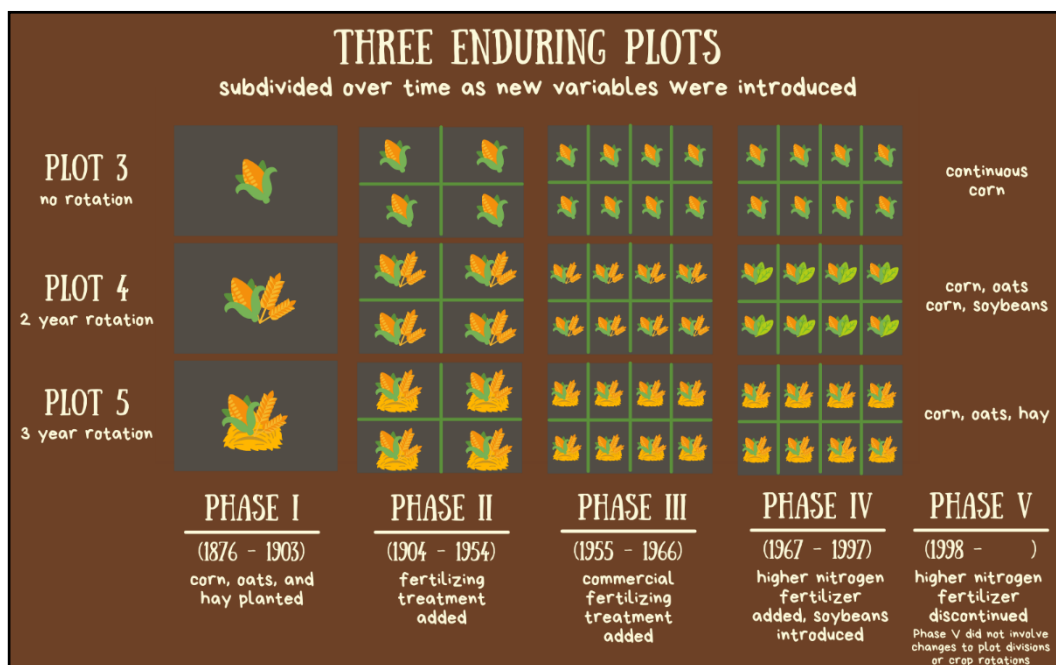 THREE ENDURING PLOTS
subdivided over time as new variables were introduced
PLOT 3
no rotation
continuous
corn
PLOT 4
2 year rotation
corn, oats
corn, soybeans
PLOT 5
3 year rotation
corn, oats, hay
PHASE I
(1876 - 1903)
corn, oats, and
hay planted
PHASE II
(1904 - 1954)
fertilizing
treatment
added
PHASE III
(1955 - 1966)
commercial
fertilizing
treatment
added
PHASE IV
(1967 - 1997)
higher nitrogen
fertilizer
added, soybeans
introduced
PHASE V
(1998 -       )
higher nitrogen
fertilizer
discontinued
Phase V did not involve
changes to plot divisions
or crop rotations